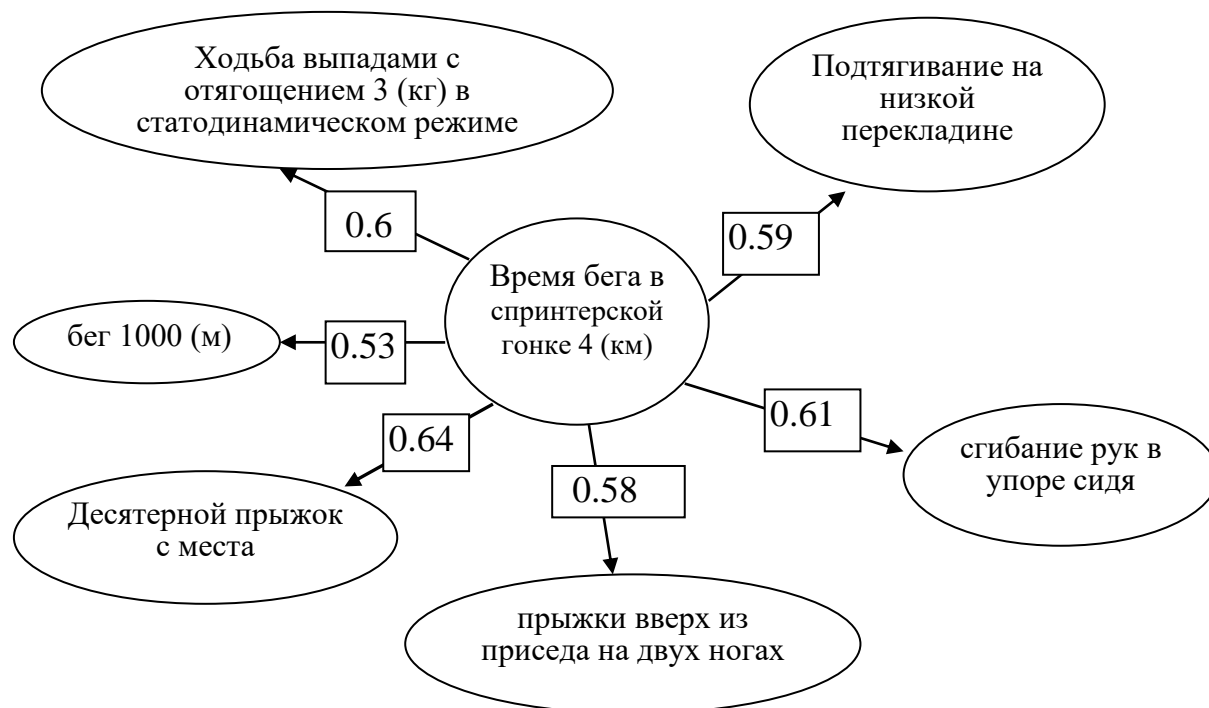 Ходьба выпадами с
отягощением 3 (кг) в
статодинамическом режиме
Подтягивание на
низкой
перекладине
0.6
0.59
Время бега в
спринтерской
гонке 4 (км)
бег 1000 (м)
0.53
0.64
0.58
0.61
сгибание рук в
упоре сидя
Десятерной прыжок
с места
прыжки вверх из
приседа на двух ногах